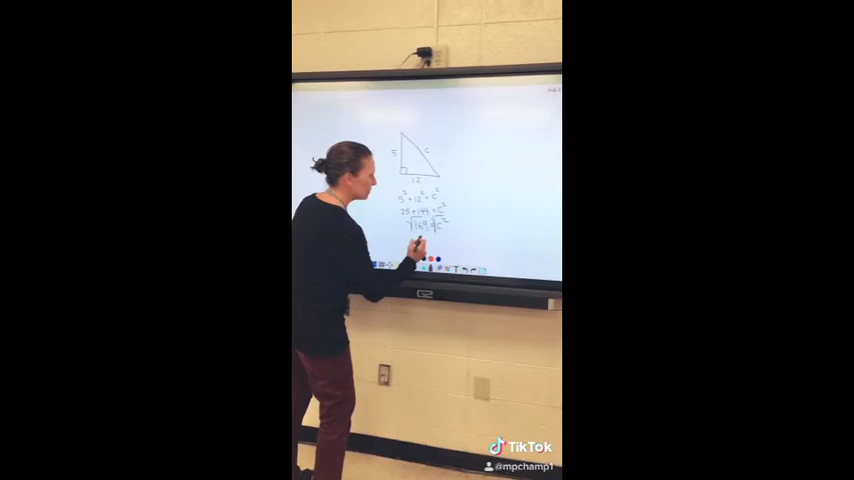 5
c
12
5² + 12² = c²
25 + 144 = c²
√169 = √c²
TikTok
@mpchamp1